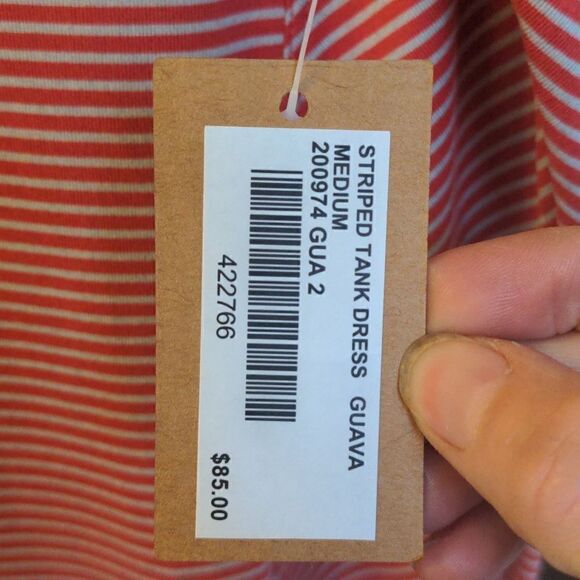 STRIPED TANK DRESS GUAVA
MEDIUM
200974 GUA 2
422766
$85.00